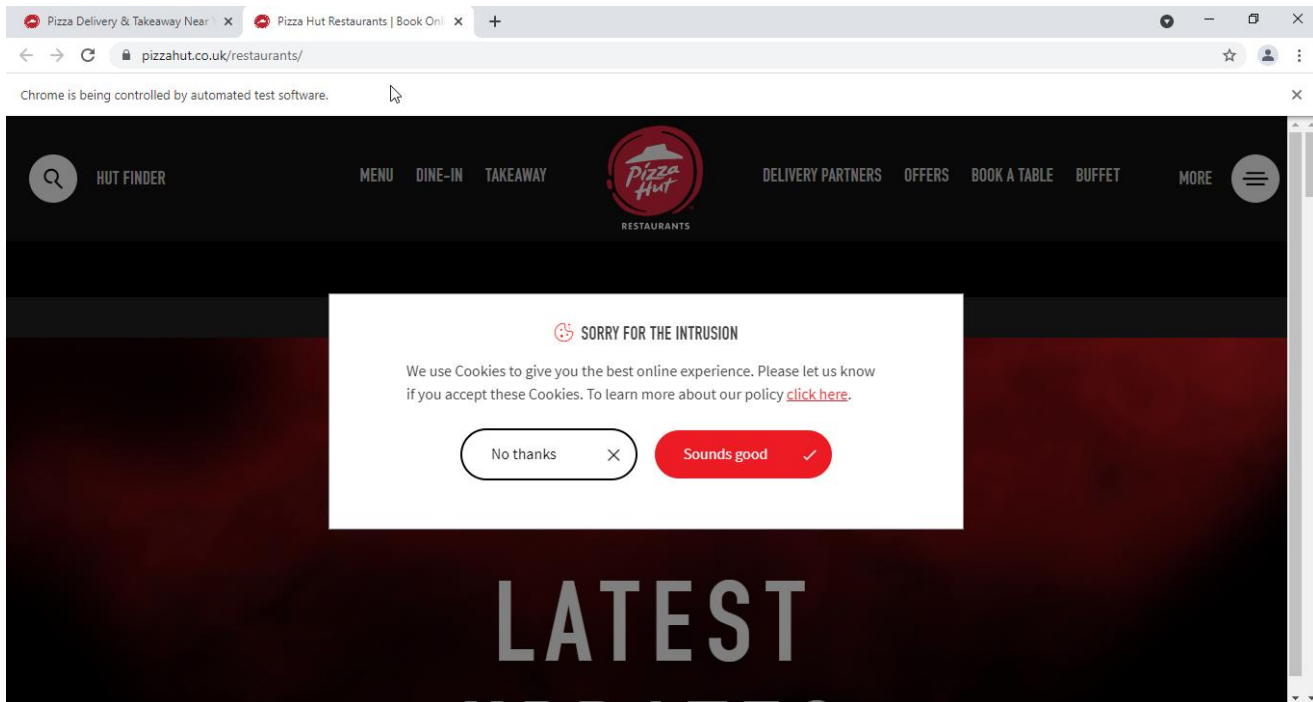 Pizza Delivery & Takeaway Near
Pizza Hut Restaurants | Book Onli
pizzahut.co.uk/restaurants/
Chrome is being controlled by automated test software.
HUT FINDER
MENU DINE-IN TAKEAWAY
Pizza
Hut
RESTAURANTS
DELIVERY PARTNERS OFFERS BOOK A TABLE BUFFET
MORE
SORRY FOR THE INTRUSION
We use Cookies to give you the best online experience. Please let us know
if you accept these Cookies. To learn more about our policy click here.
No thanks
Sounds good
LATEST